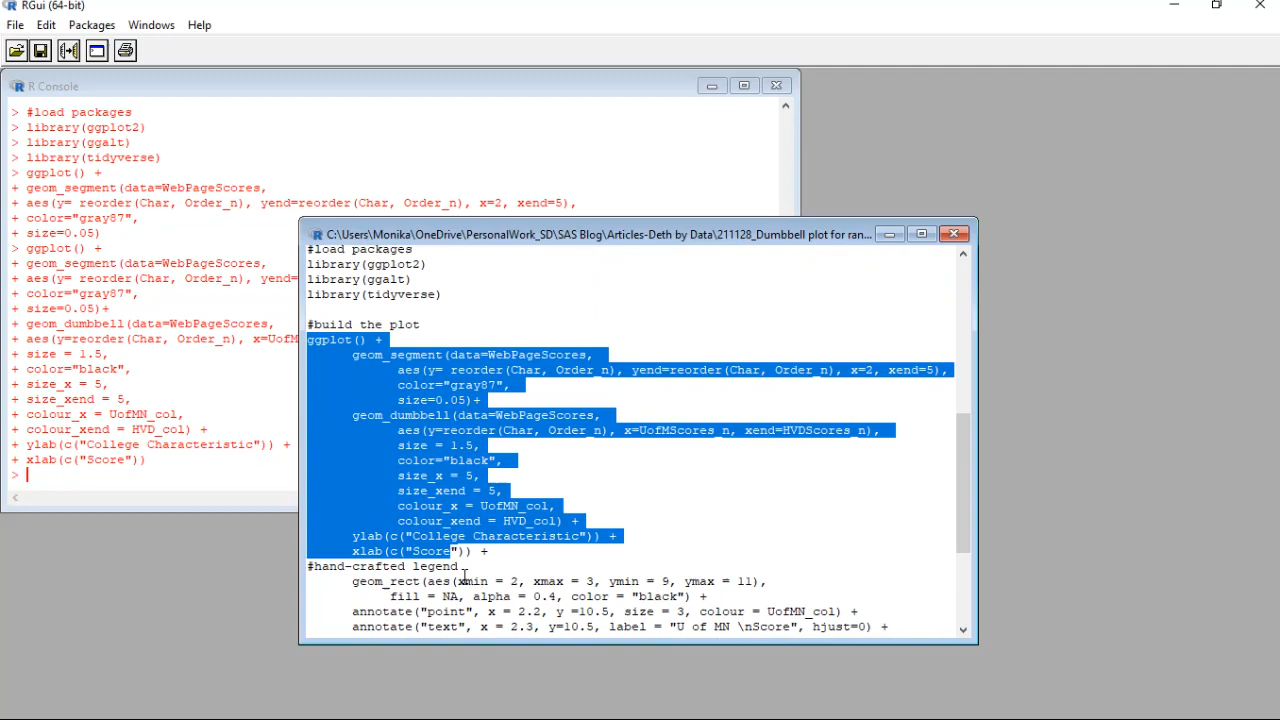 RGui (64-bit)
File Edit Packages Windows Help
R Console
> #load packages
> library(ggplot2)
> library(ggalt)
> library(tidyverse)
> ggplot() +
+ geom_segment(data=WebPageScores,
+ aes(y= reorder(Char, Order_n), yend=reorder(Char, Order_n), x=2, xend=5),
+ color="gray87",
+ size=0.05)
> ggplot() +
+ geom_segment(data=WebPageScores,
+ aes(y= reorder(Char, Order_n), yend=
+ color="gray87",
+ size=0.05)+
+ geom_dumbbell(data=WebPageScores,
+ aes(y=reorder(Char, Order_n), x=UofM
+ size = 1.5,
+ color="black",
+ size_x = 5,
+ size_xend = 5,
+ colour_x = UofMN_col,
+ colour_xend = HVD_col) +
+ ylab(c("College Characteristic")) +
+ xlab(c("Score"))
>
C:\Users\Monika\OneDrive\PersonalWork_SD\SAS Blog\Articles-Deth by Data\211128_Dumbbell plot for ran...
#load packages
library(ggplot2)
library(ggalt)
library(tidyverse)
#build the plot
ggplot() +
geom_segment(data=WebPageScores,
aes(y= reorder(Char, Order_n), yend=reorder(Char, Order_n), x=2, xend=5),
color="gray87",
size=0.05)+
geom_dumbbell(data=WebPageScores,
aes(y=reorder(Char, Order_n), x=UofMScores_n, xend=HVDScores_n),
size = 1.5,
color="black",
size_x = 5,
size_xend = 5,
colour_x = UofMN_col,
colour_xend = HVD_col) +
ylab(c("College Characteristic")) +
xlab(c("Score")) +
#hand-crafted legend
geom_rect(aes(xmin = 2, xmax = 3, ymin = 9, ymax = 11),
fill = NA, alpha = 0.4, color = "black") +
annotate("point", x = 2.2, y =10.5, size = 3, colour = UofMN_col) +
annotate("text", x = 2.3, y=10.5, label = "U of MN \nScore", hjust=0) +